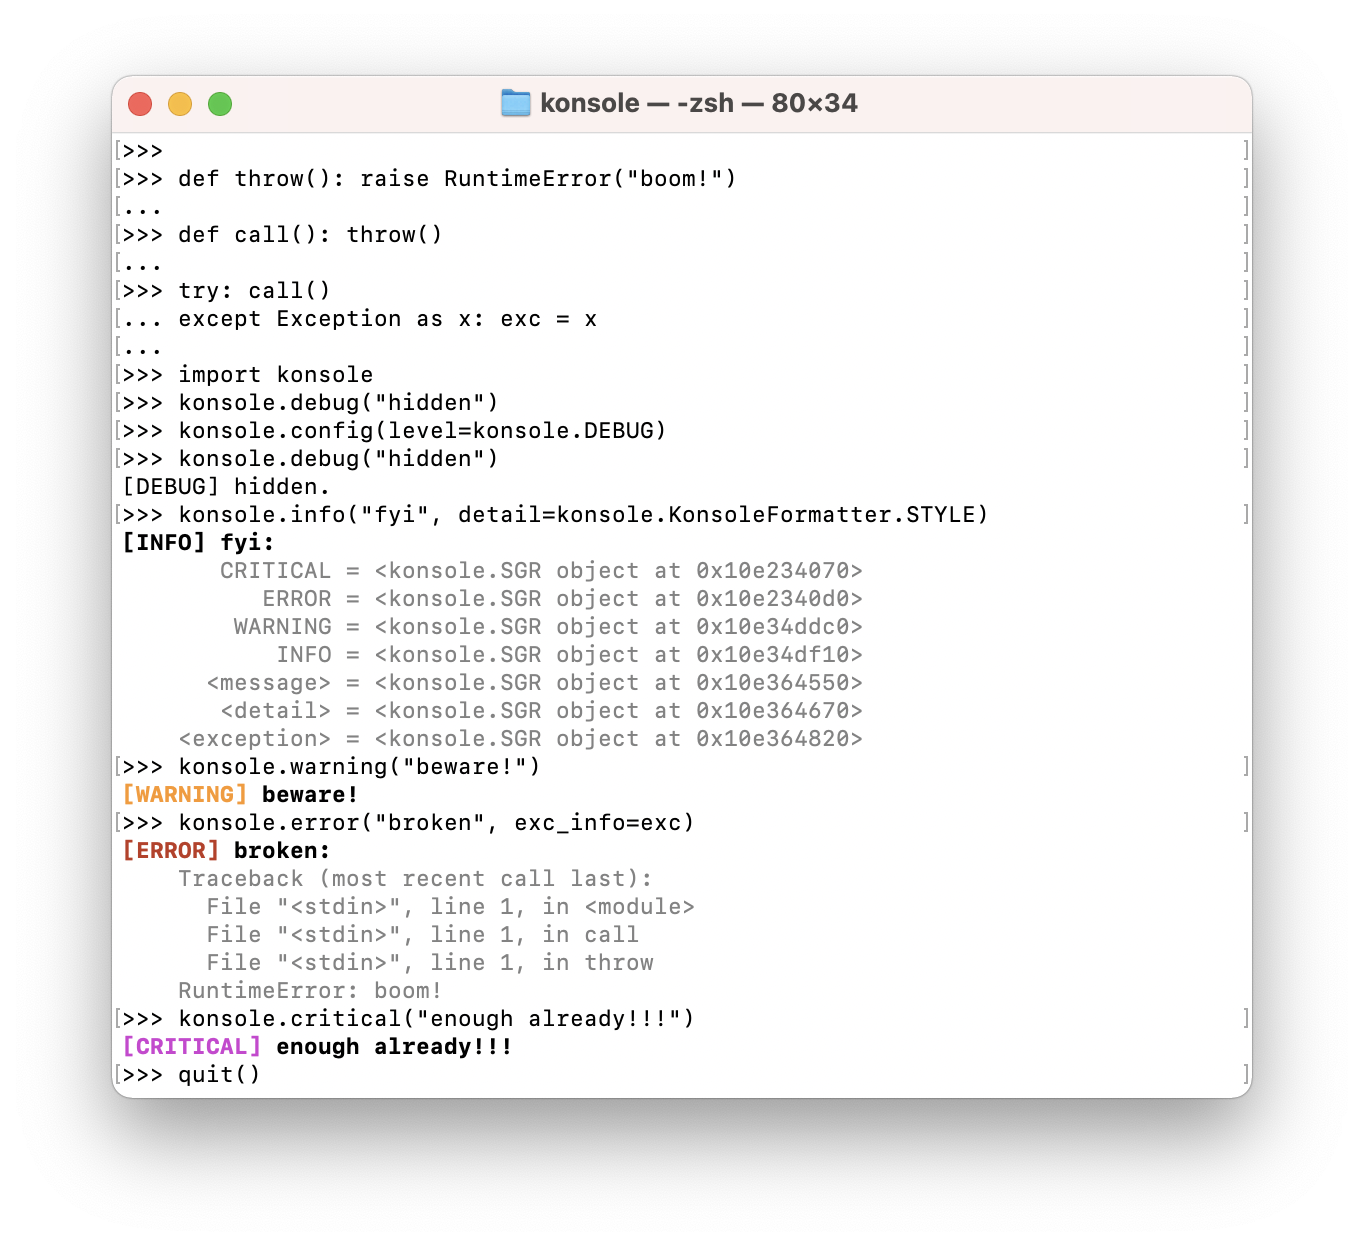 konsole — -zsh — 80×34
[>>> ]
[>>> def throw(): raise RuntimeError("boom!") ]
[... ]
[>>> def call(): throw() ]
[... ]
[>>> try: call() ]
[... except Exception as x: exc = x ]
[... ]
[>>> import konsole ]
[>>> konsole.debug("hidden") ]
[>>> konsole.config(level=konsole.DEBUG) ]
[>>> konsole.debug("hidden") ]
[DEBUG] hidden.
[>>> konsole.info("fyi", detail=konsole.KonsoleFormatter.STYLE) ]
[INFO] fyi:
CRITICAL = <konsole.SGR object at 0x10e234070>
ERROR = <konsole.SGR object at 0x10e2340d0>
WARNING = <konsole.SGR object at 0x10e34ddc0>
INFO = <konsole.SGR object at 0x10e34df10>
<message> = <konsole.SGR object at 0x10e364550>
<detail> = <konsole.SGR object at 0x10e364670>
<exception> = <konsole.SGR object at 0x10e364820>
[>>> konsole.warning("beware!") ]
[WARNING] beware!
[>>> konsole.error("broken", exc_info=exc) ]
[ERROR] broken:
Traceback (most recent call last):
File "<stdin>", line 1, in <module>
File "<stdin>", line 1, in call
File "<stdin>", line 1, in throw
RuntimeError: boom!
[>>> konsole.critical("enough already!!!") ]
[CRITICAL] enough already!!!
[>>> quit() ]